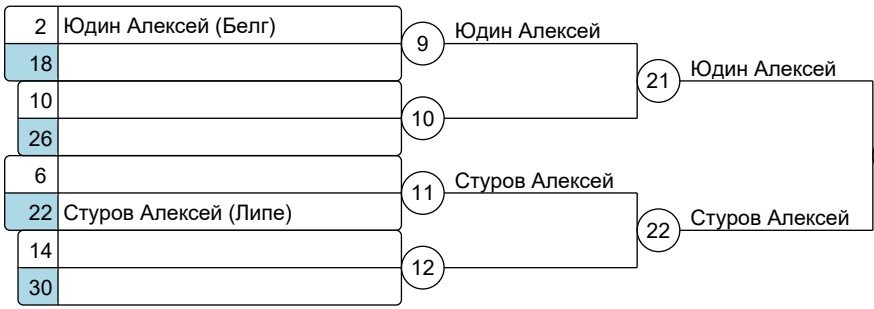 2 Юдин Алексей (Белг)
18
10
26
6
22 Стуров Алексей (Липе)
14
30
9 Юдин Алексей
10
11 Стуров Алексей
12
21 Юдин Алексей
22 Стуров Алексей